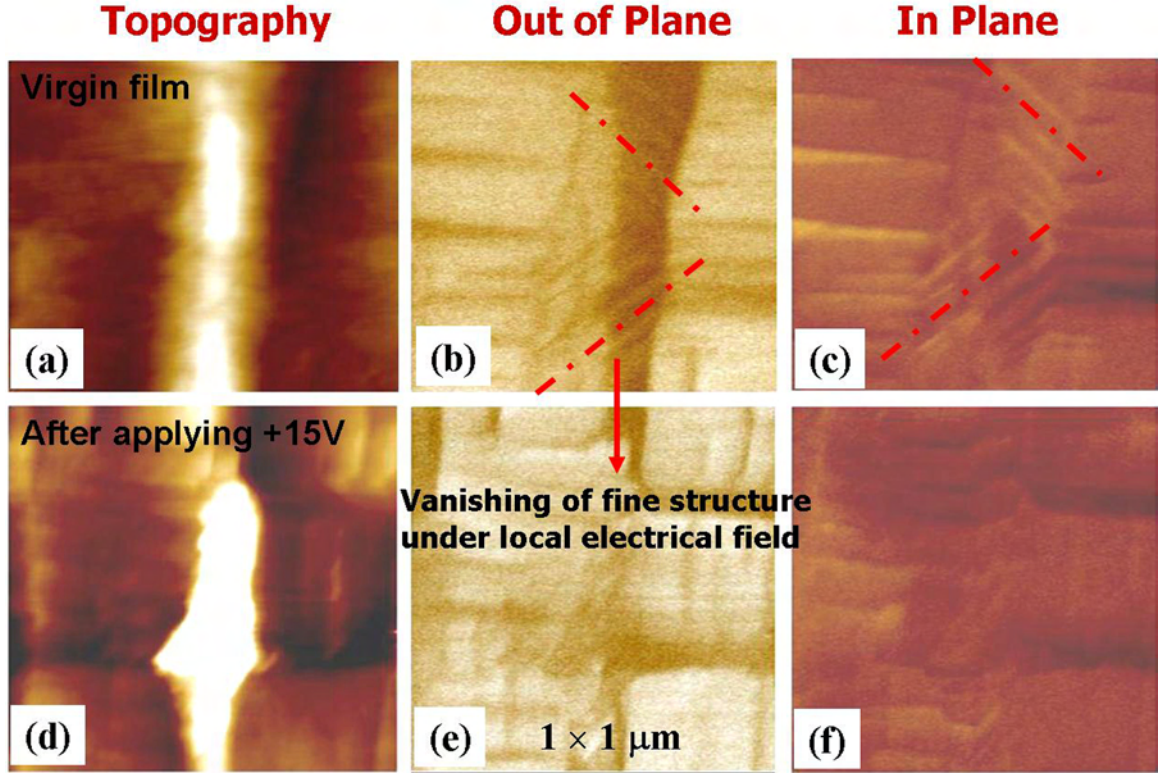 Topography
Out of Plane
In Plane
Virgin film
(a)
(b)
(c)
After applying +15V
Vanishing of fine structure
under local electrical field
(d)
(e)
1 × 1 μm
(f)